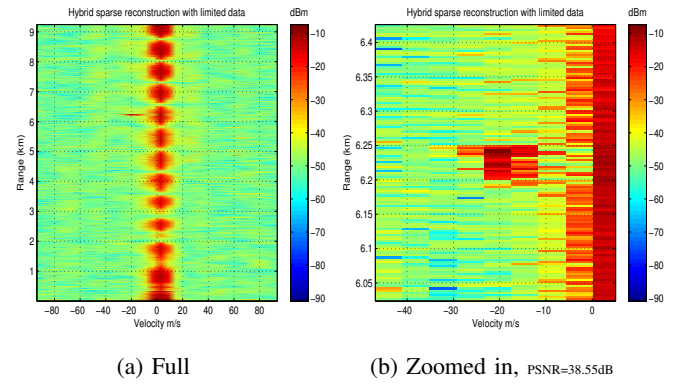 Hybrid sparse reconstruction with limited data
dBm
9
8
7
6
5
4
3
2
1
Range (km)
−80 −60 −40 −20 0 20 40 60 80
Velocity m/s
−10
−20
−30
−40
−50
−60
−70
−80
−90
(a) Full
Hybrid sparse reconstruction with limited data
dBm
6.4
6.35
6.3
6.25
6.2
6.15
6.1
6.05
Range (km)
−40 −30 −20 −10 0
Velocity m/s
−10
−20
−30
−40
−50
−60
−70
−80
−90
(b) Zoomed in, PSNR=38.55dB